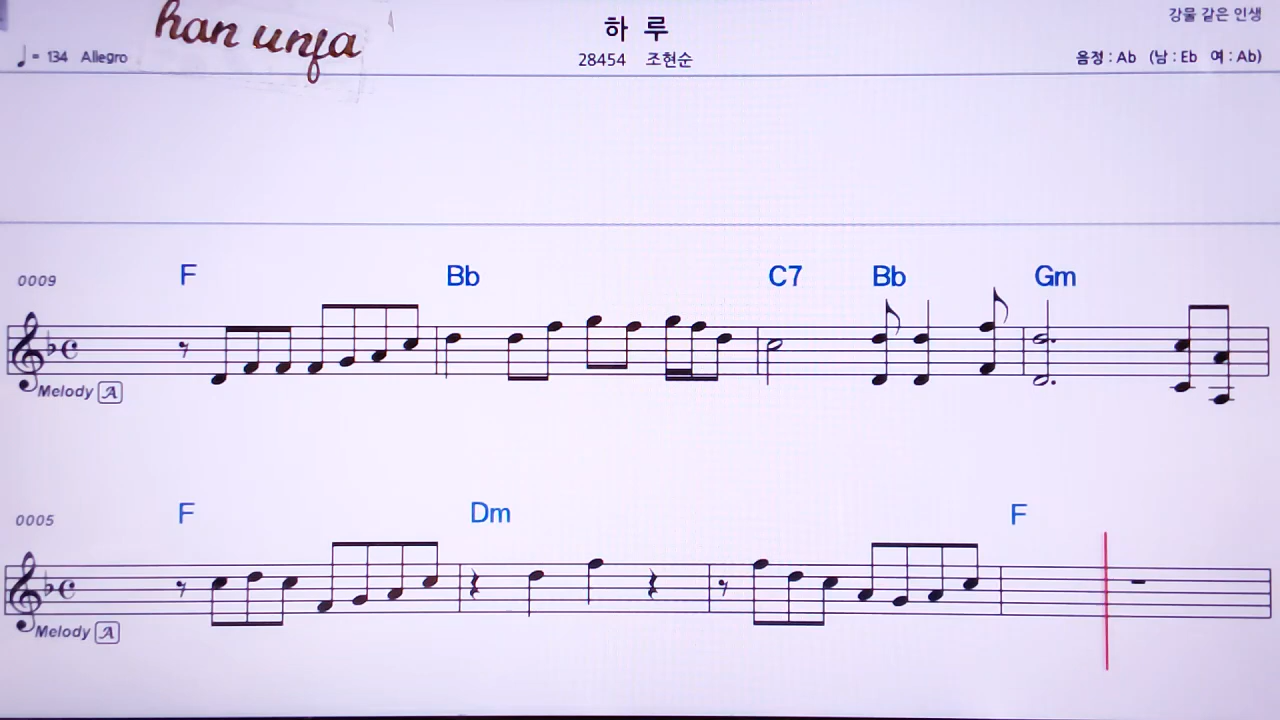 han unja
하 루
강물 같은 인생
♩= 134 Allegro
28454 조현순
음정 : Ab (남 : Eb 여 : Ab)
0009 F Bb C7 Bb Gm
Melody A
0005 F Dm F
Melody A